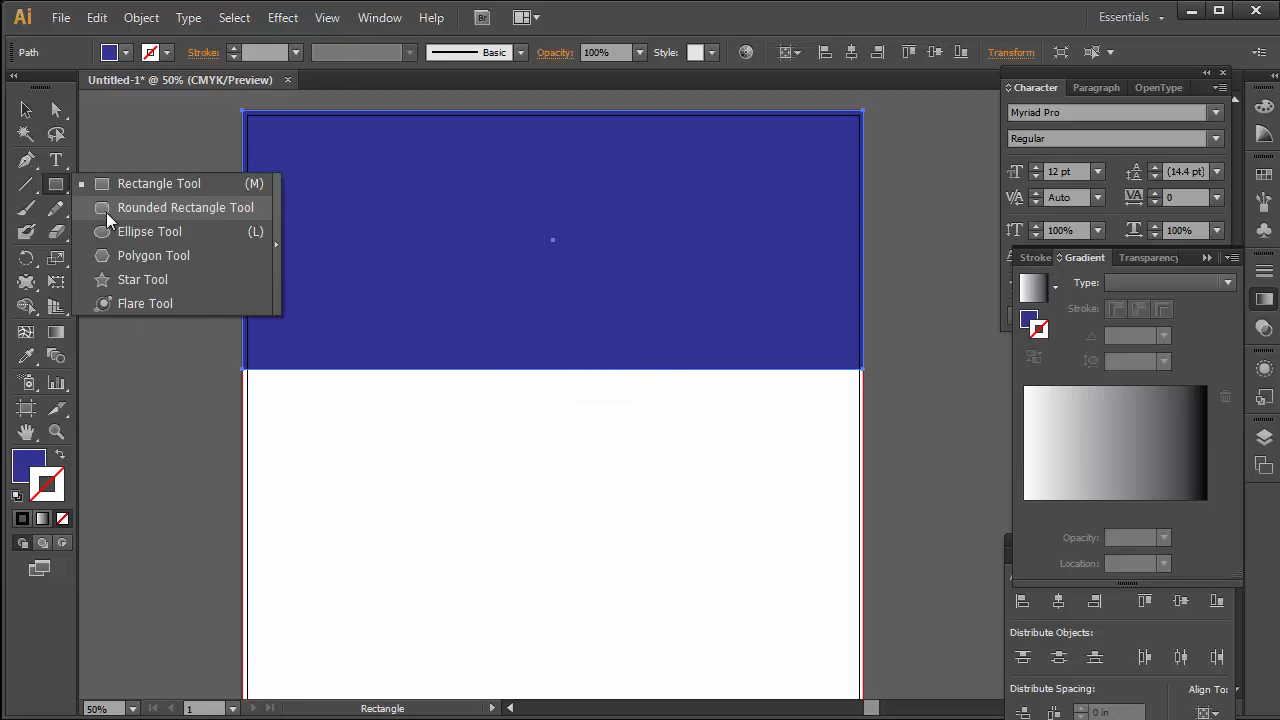 Ai File Edit Object Type Select Effect View Window Help Br Essentials
Path Stroke: Basic Opacity: 100% Style: Transform
Untitled-1* @ 50% (CMYK/Preview)
Character Paragraph OpenType
Myriad Pro
Regular
12 pt (14.4 pt)
Auto 0
100% 100%
Rectangle Tool (M)
Rounded Rectangle Tool
Ellipse Tool (L)
Polygon Tool
Star Tool
Flare Tool
Stroke Gradient Transparency
Type:
Stroke:
Opacity:
Location:
Distribute Objects:
Distribute Spacing: Align To:
0 in
50% 1 Rectangle